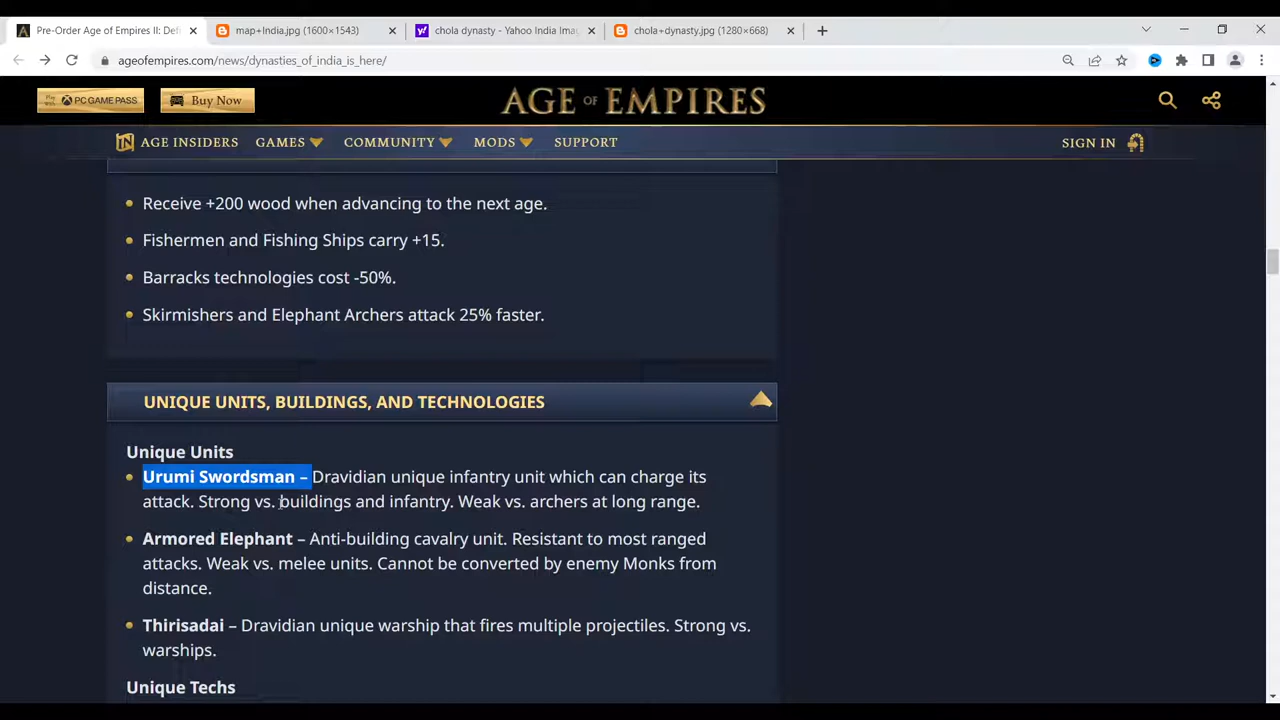 Pre-Order Age of Empires II: Defi
map+India.jpg (1600×1543)
chola dynasty - Yahoo India Imag
chola+dynasty.jpg (1280×668)
ageofempires.com/news/dynasties_of_india_is_here/
Play With PC GAME PASS
Buy Now
AGE OF EMPIRES
IN AGE INSIDERS
GAMES
COMMUNITY
MODS
SUPPORT
SIGN IN
Receive +200 wood when advancing to the next age.
Fishermen and Fishing Ships carry +15.
Barracks technologies cost -50%.
Skirmishers and Elephant Archers attack 25% faster.
UNIQUE UNITS, BUILDINGS, AND TECHNOLOGIES
Unique Units
Urumi Swordsman – Dravidian unique infantry unit which can charge its
attack. Strong vs. buildings and infantry. Weak vs. archers at long range.
Armored Elephant – Anti-building cavalry unit. Resistant to most ranged
attacks. Weak vs. melee units. Cannot be converted by enemy Monks from
distance.
Thirisadai – Dravidian unique warship that fires multiple projectiles. Strong vs.
warships.
Unique Techs